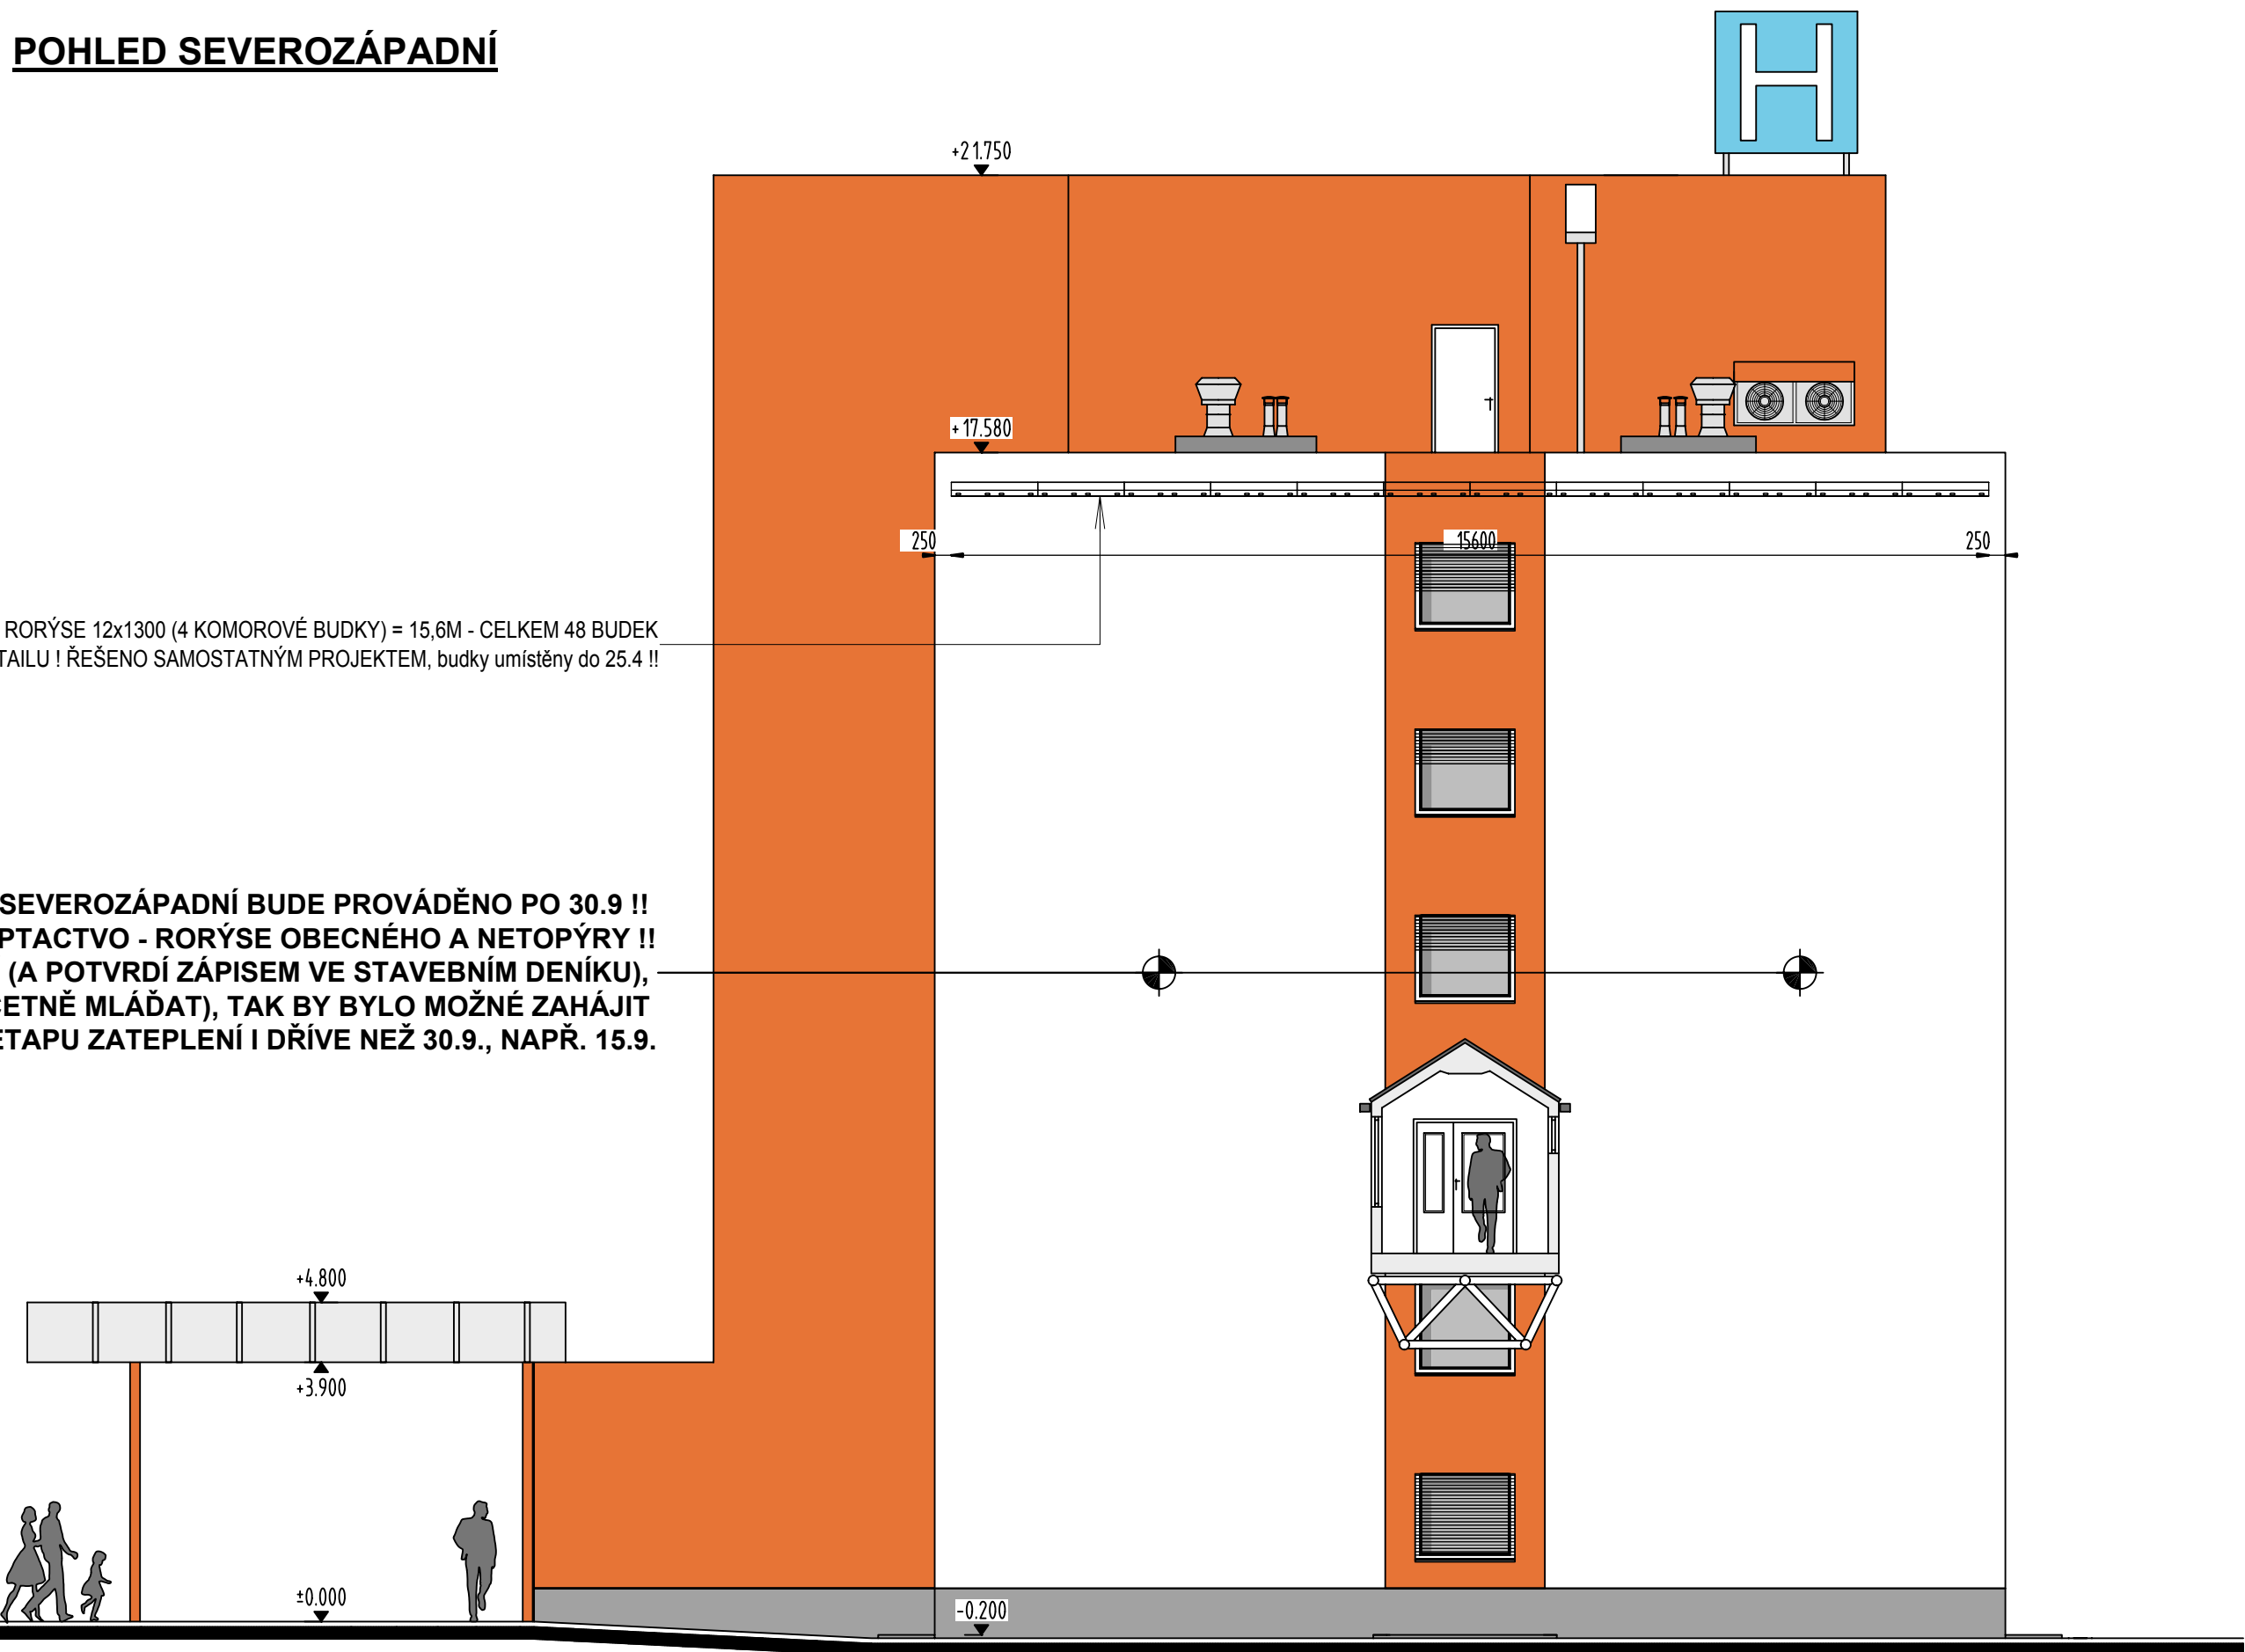 POHLED SEVEROZÁPADNÍ
H
+21.750
+17.580
250
15600
250
RORÝSE 12x1300 (4 KOMOROVÉ BUDKY) = 15,6M - CELKEM 48 BUDEK
! ŘEŠENO SAMOSTATNÝM PROJEKTEM, budky umístěny do 25.4 !!
SEVEROZÁPADNÍ BUDE PROVÁDĚNO PO 30.9 !!
PTACTVO - RORÝSE OBECNÉHO A NETOPÝRY !!
(A POTVRDÍ ZÁPISEM VE STAVEBNÍM DENÍKU),
MLÁĎAT), TAK BY BYLO MOŽNÉ ZAHÁJIT
ETAPU ZATEPLENÍ I DŘÍVE NEŽ 30.9., NAPŘ. 15.9.
+4.800
+3.900
±0.000
-0.200